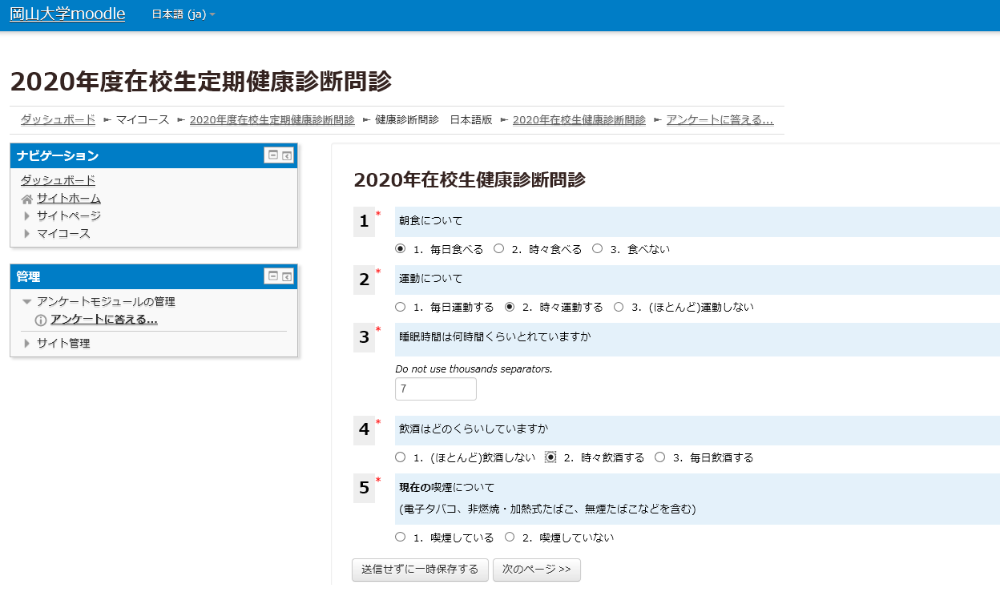 岡山大学moodle 日本語 (ja)
2020年度在校生定期健康診断問診
ダッシュボード ► マイコース ► 2020年度在校生定期健康診断問診 ► 健康診断問診 日本語版 ► 2020年在校生健康診断問診 ► アンケートに答える...
ナビゲーション
ダッシュボード
サイトホーム
サイトページ
マイコース
管理
アンケートモジュールの管理
アンケートに答える...
サイト管理
2020年在校生健康診断問診
1 * 朝食について
1. 毎日食べる 2. 時々食べる 3. 食べない
2 * 運動について
1. 毎日運動する 2. 時々運動する 3. (ほとんど)運動しない
3 * 睡眠時間は何時間くらいとれていますか
Do not use thousands separators.
7
4 * 飲酒はどのくらいしていますか
1. (ほとんど)飲酒しない 2. 時々飲酒する 3. 毎日飲酒する
5 * 現在の喫煙について
(電子タバコ、非燃焼・加熱式たばこ、無煙たばこなどを含む)
1. 喫煙している 2. 喫煙していない
送信せずに一時保存する 次のページ >>